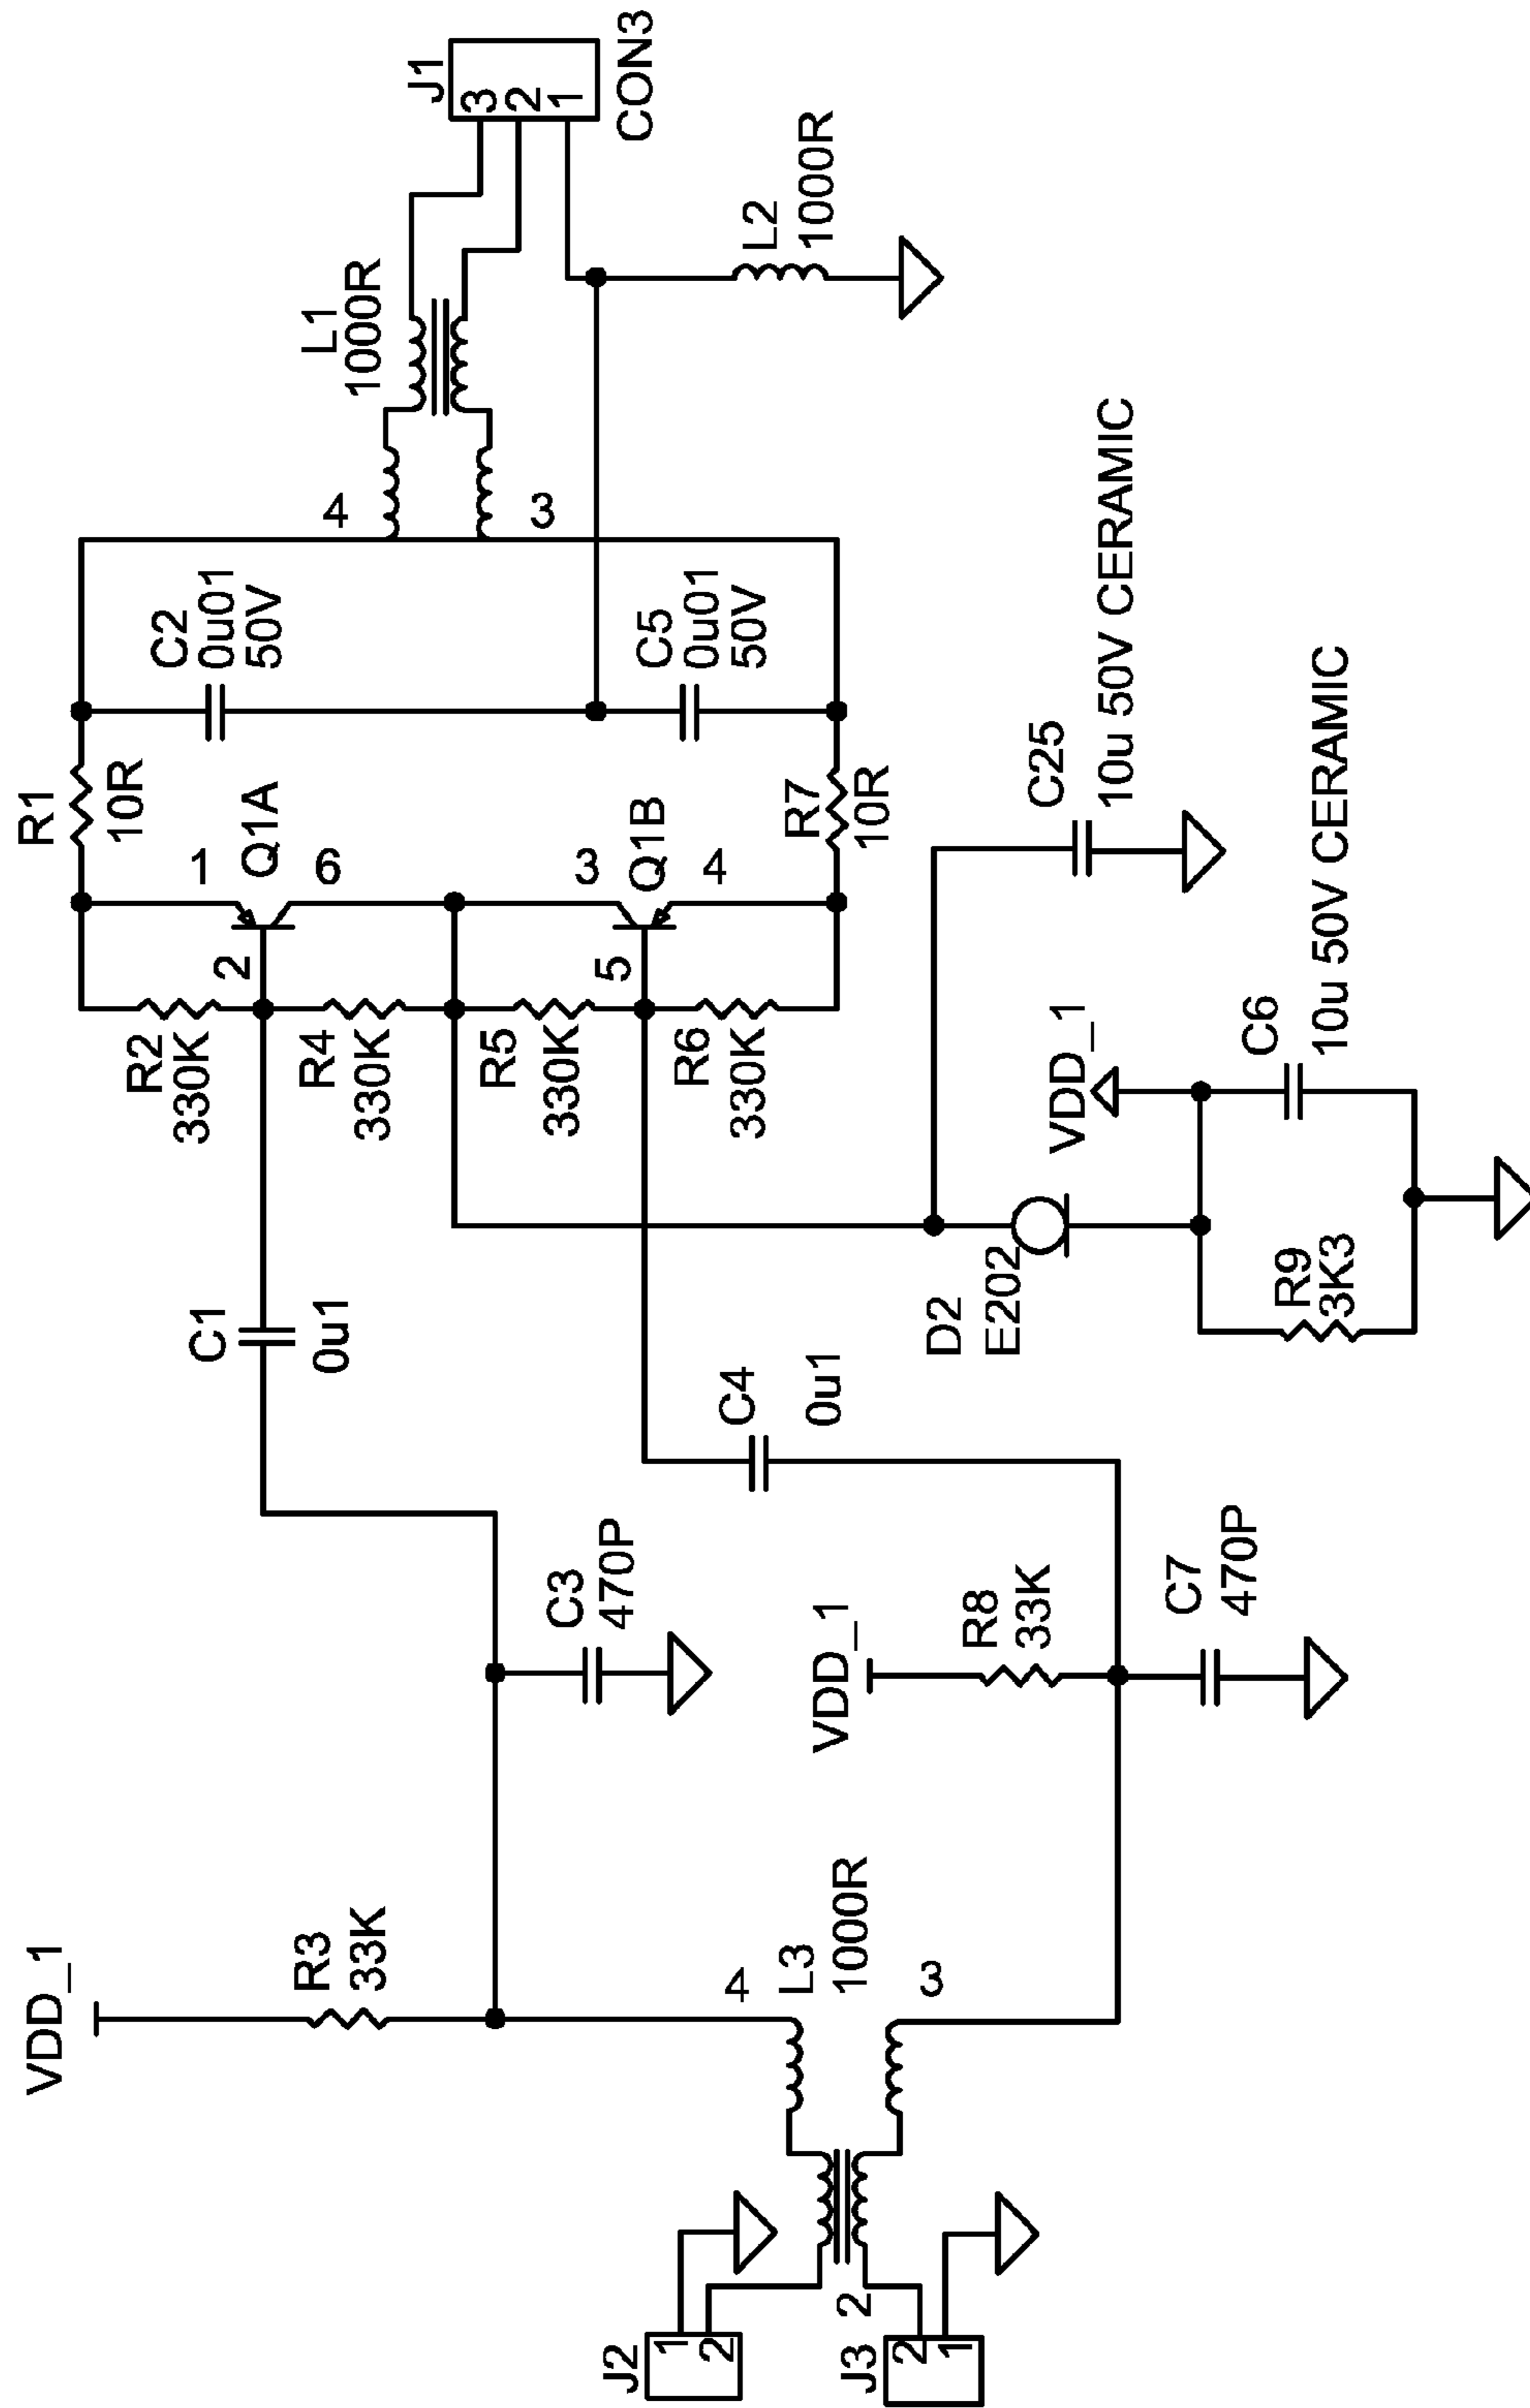 VDD_1
R3
33K
J2
1
2
J3
2
1
2
4
L3
1000R
3
C3
470P
VDD_1
R8
33K
C7
470P
C1
0u1
C4
0u1
R2
330K
R4
330K
R5
330K
R6
330K
2
5
1
Q1A
6
3
Q1B
4
R1
10R
R7
10R
C2
0u01
50V
C5
0u01
50V
4
3
L1
1000R
J1
3
2
1
CON3
L2
1000R
D2
E202
C25
10u 50V CERAMIC
VDD_1
C6
10u 50V CERAMIC
R9
3K3